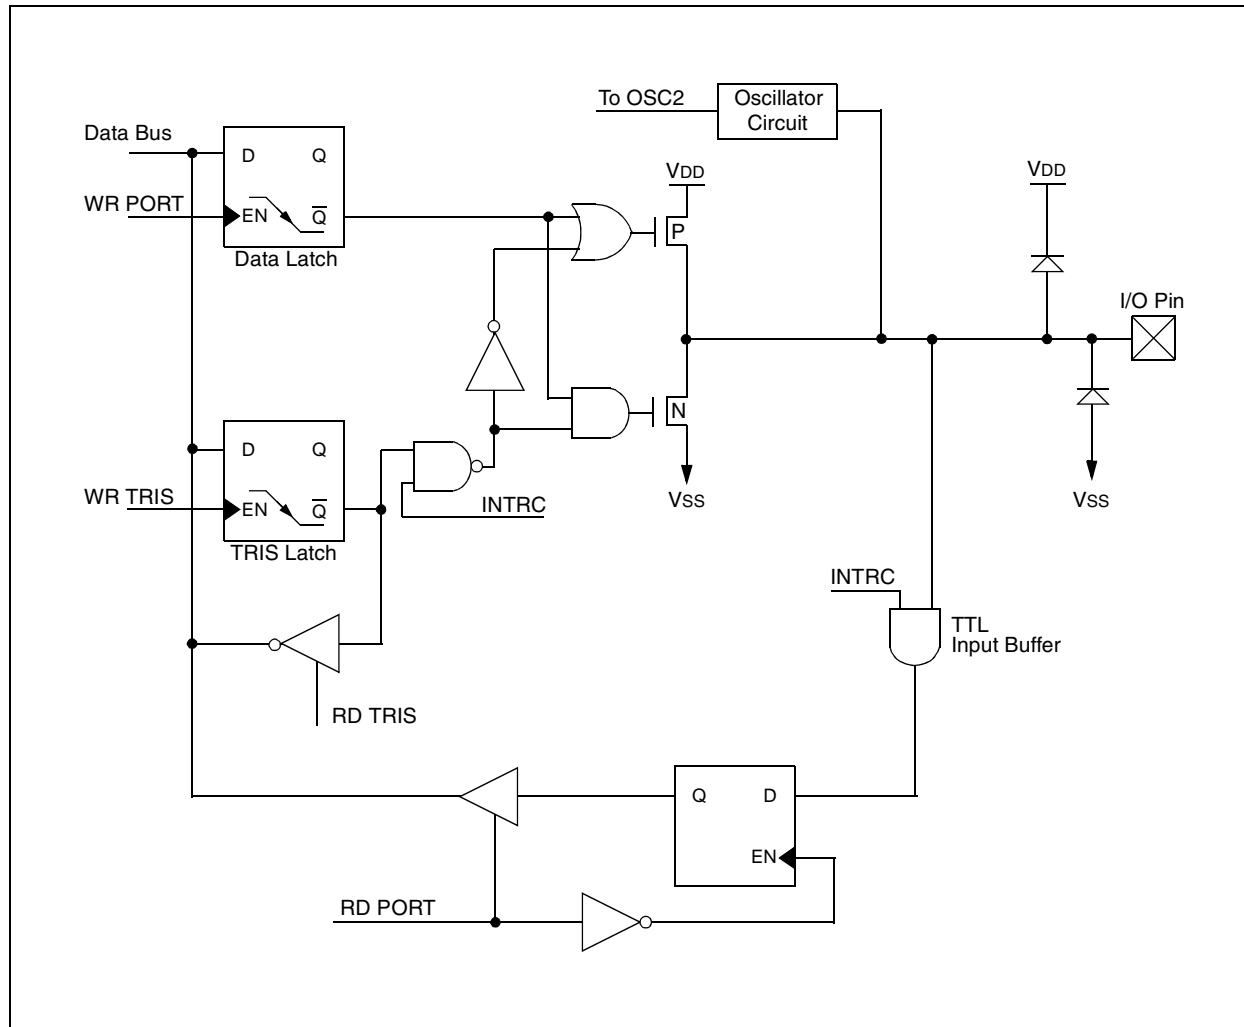 To OSC2
Oscillator
Circuit
Data Bus
D
Q
VDD
VDD
WR PORT
EN
Q̅
P
Data Latch
I/O Pin
N
D
Q
WR TRIS
EN
Q̅
INTRC
VSS
VSS
TRIS Latch
INTRC
TTL
Input Buffer
RD TRIS
Q
D
EN
RD PORT